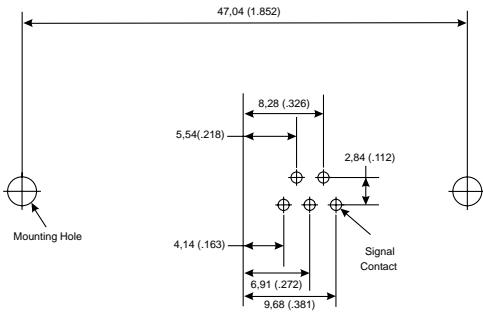 47,04 (1.852)
8,28 (.326)
5,54(.218)
2,84 (.112)
Mounting Hole
4,14 (.163)
Signal
Contact
6,91 (.272)
9,68 (.381)